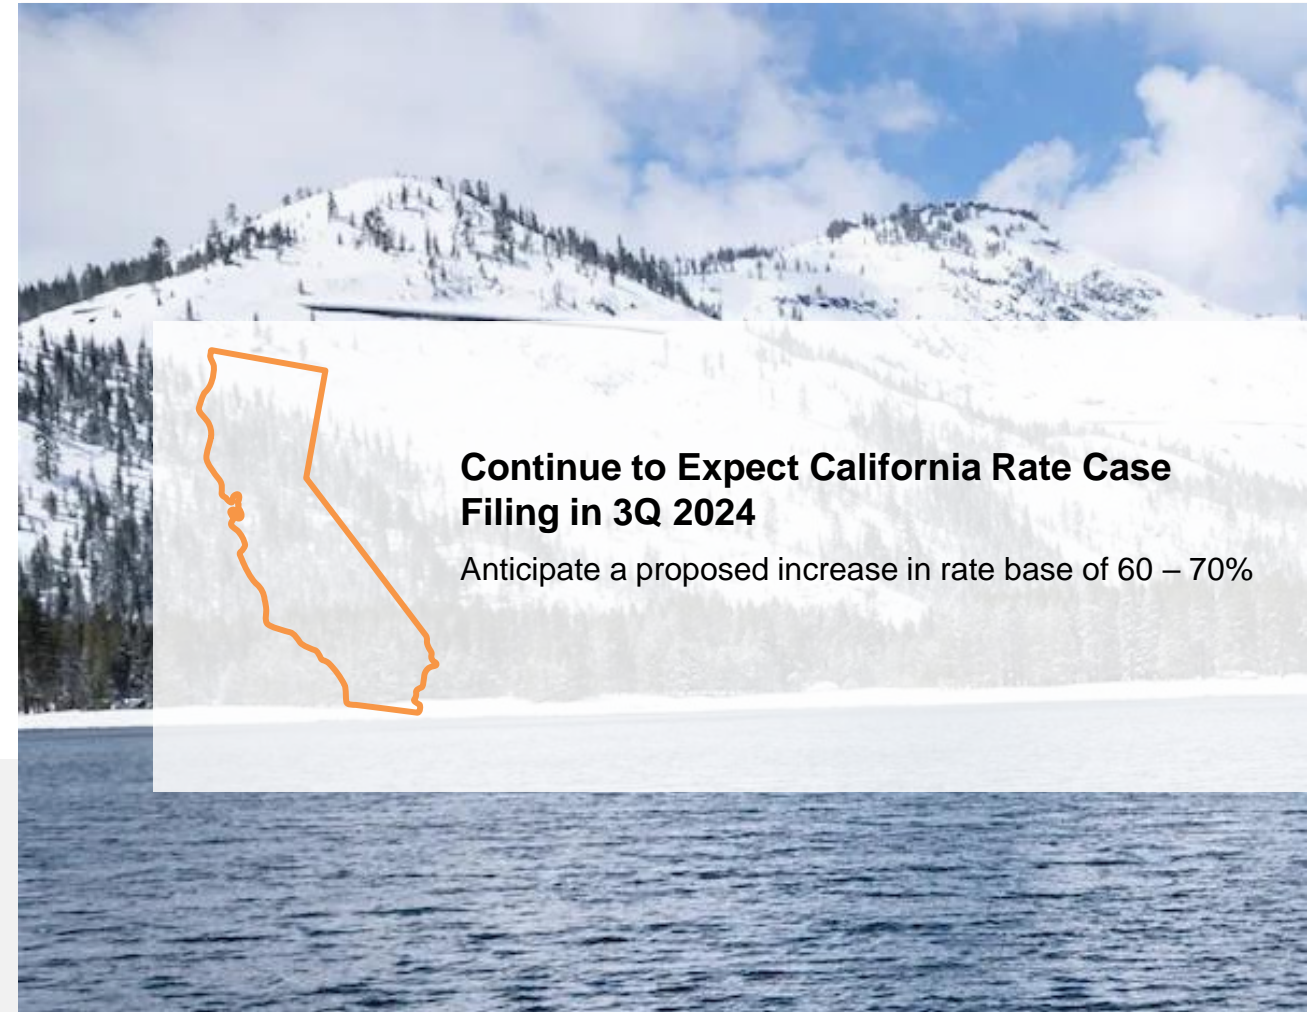 Continue to Expect California Rate Case
Filing in 3Q 2024
Anticipate a proposed increase in rate base of 60 – 70%